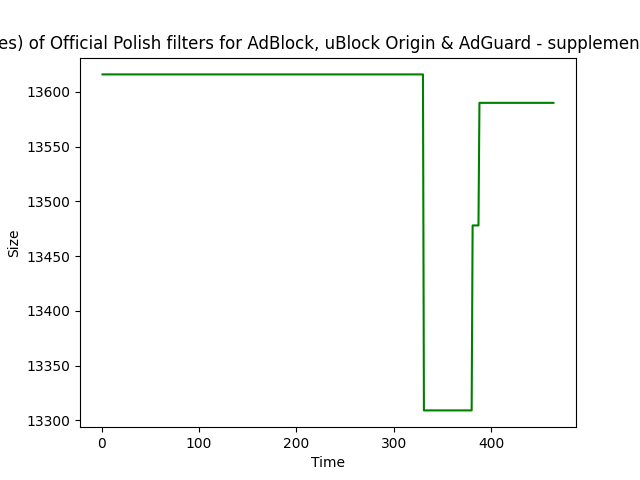 es) of Official Polish filters for AdBlock, uBlock Origin & AdGuard - supplemen
13600
13550
13500
13450
13400
13350
13300
Size
0 100 200 300 400
Time